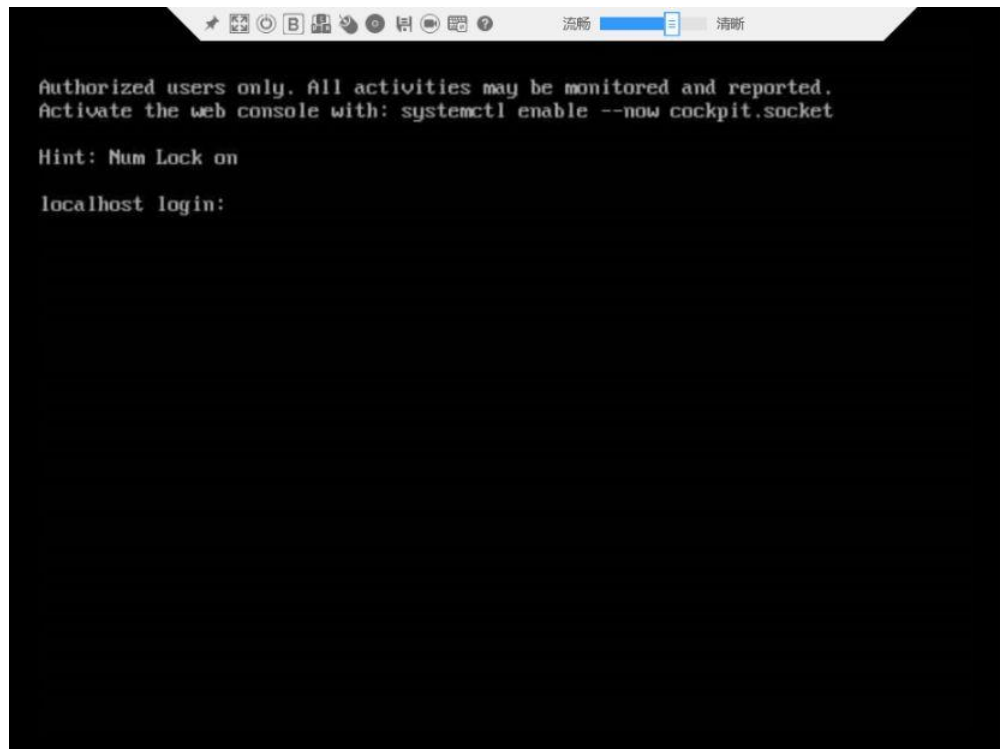 B 流畅 清晰
Authorized users only. All activities may be monitored and reported.
Activate the web console with: systemctl enable --now cockpit.socket
Hint: Num Lock on
localhost login: